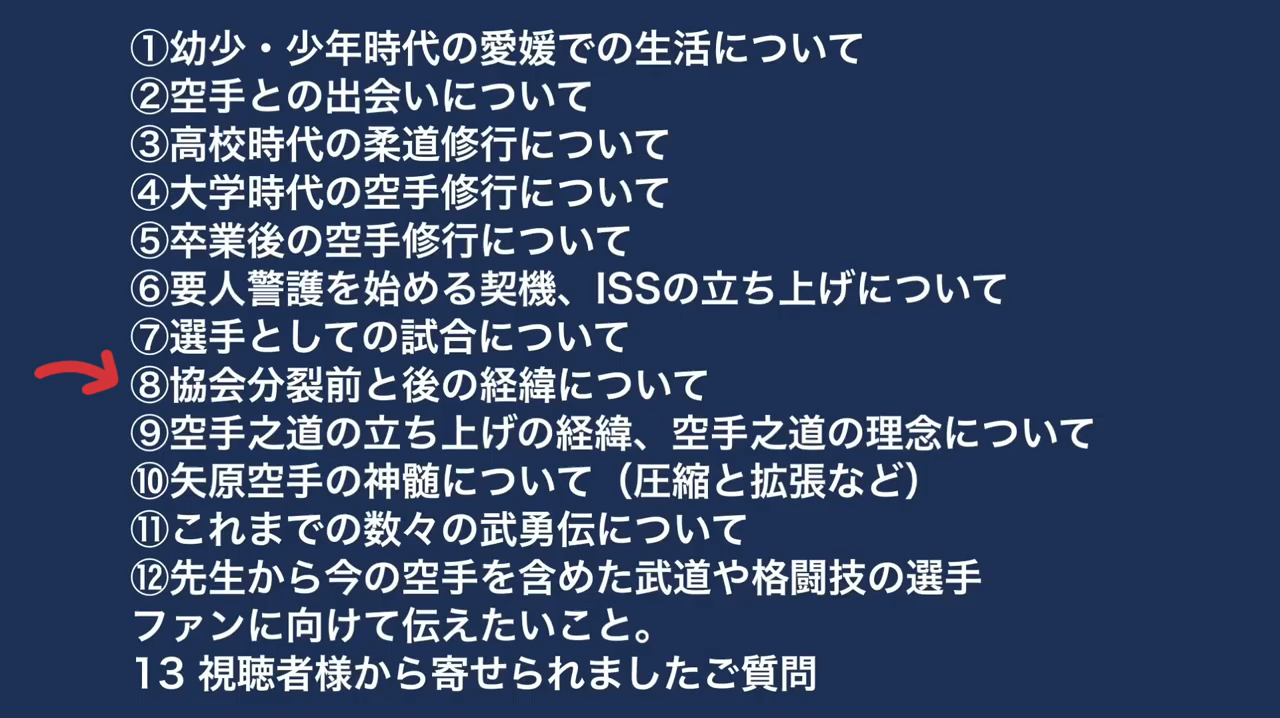 ①幼少・少年時代の愛媛での生活について
②空手との出会いについて
③高校時代の柔道修行について
④大学時代の空手修行について
⑤卒業後の空手修行について
⑥要人警護を始める契機、ISSの立ち上げについて
⑦選手としての試合について
⑧協会分裂前と後の経緯について
⑨空手之道の立ち上げの経緯、空手之道の理念について
⑩矢原空手の神髄について（圧縮と拡張など）
⑪これまでの数々の武勇伝について
⑫先生から今の空手を含めた武道や格闘技の選手
ファンに向けて伝えたいこと。
13 視聴者様から寄せられましたご質問